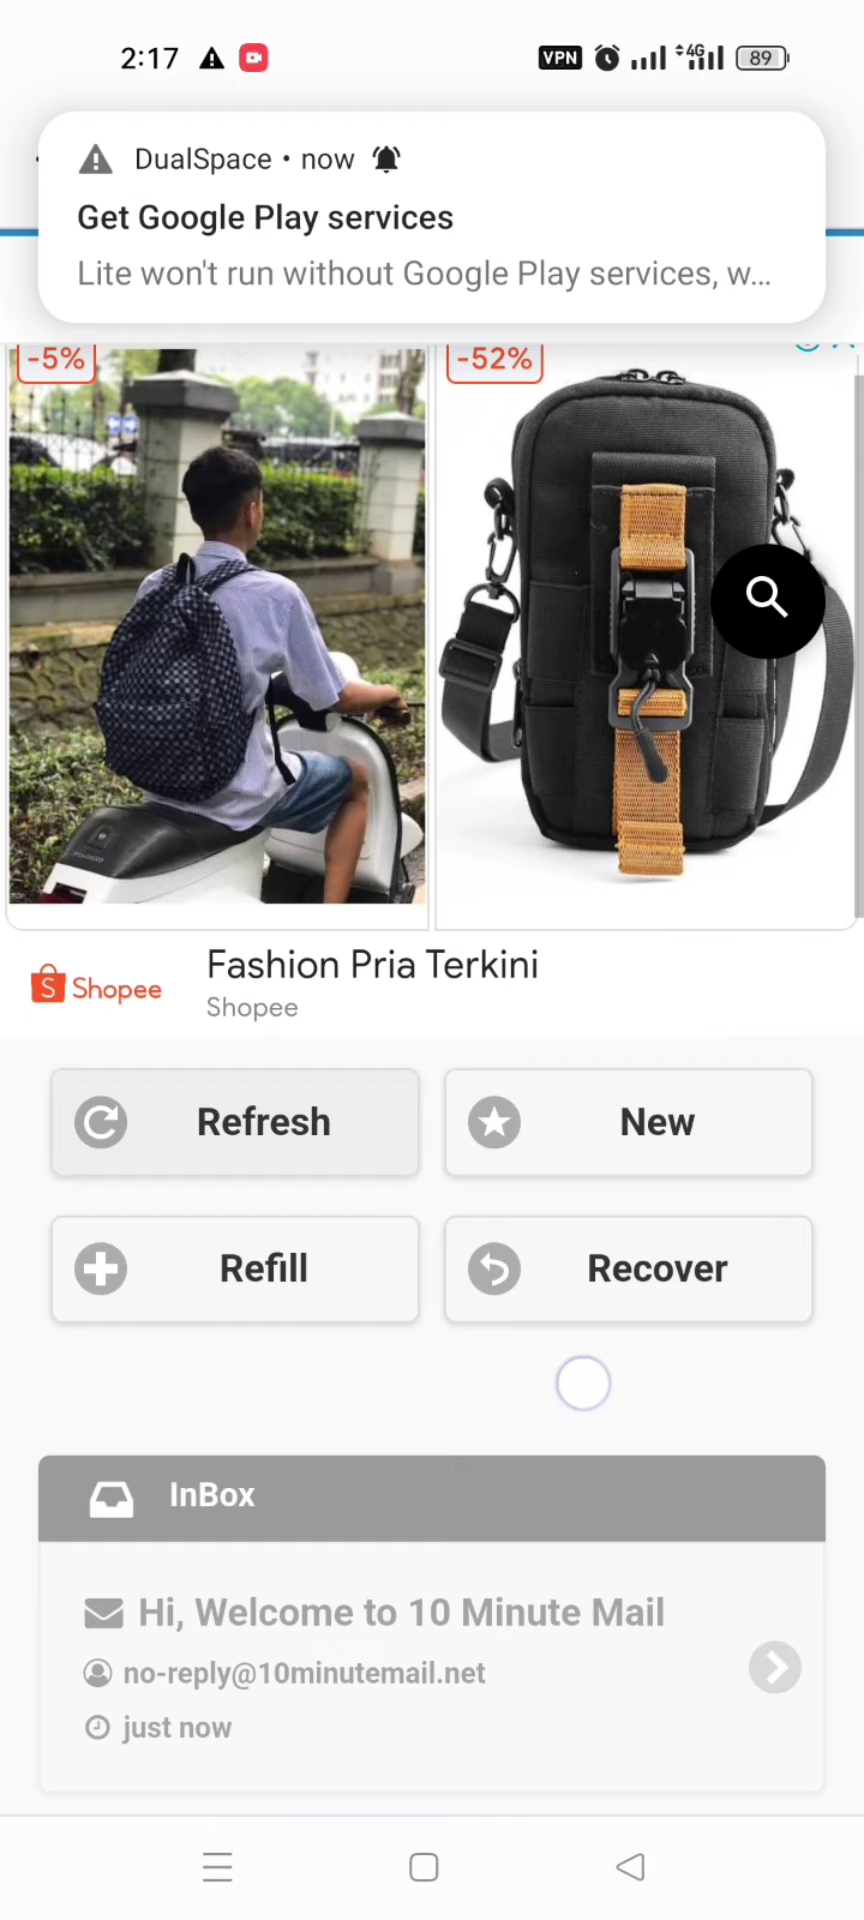 2:17 VPN 4G 89
DualSpace • now
Get Google Play services
Lite won't run without Google Play services, w...
-5% -52%
Shopee
Fashion Pria Terkini
Shopee
Refresh New
Refill Recover
InBox
Hi, Welcome to 10 Minute Mail
no-reply@10minutemail.net
just now